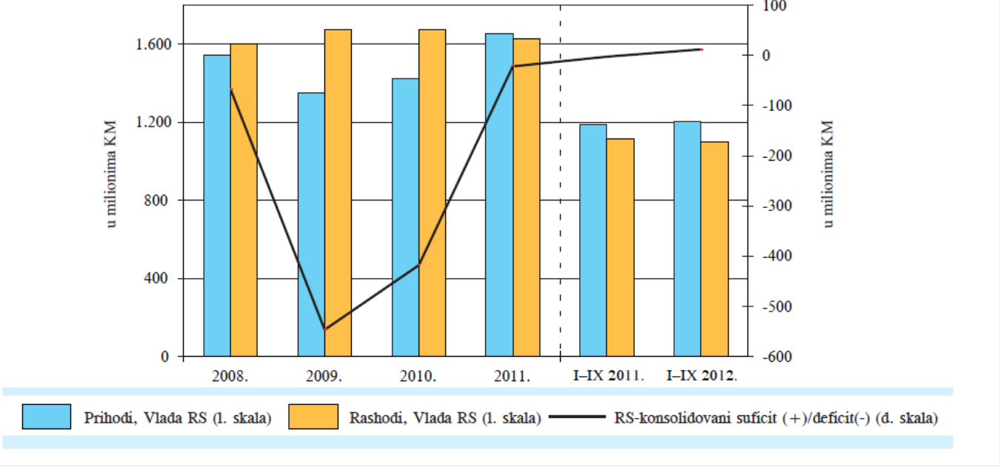 100
1.600
0
-100
1.200
-200
u milionima KM
u milionima KM
800
-300
-400
400
-500
0
-600
2008.
2009.
2010.
2011.
I–IX 2011.
I–IX 2012.
Prihodi, Vlada RS (l. skala)
Rashodi, Vlada RS (l. skala)
RS-konsolidovani suficit (+)/deficit(-) (d. skala)